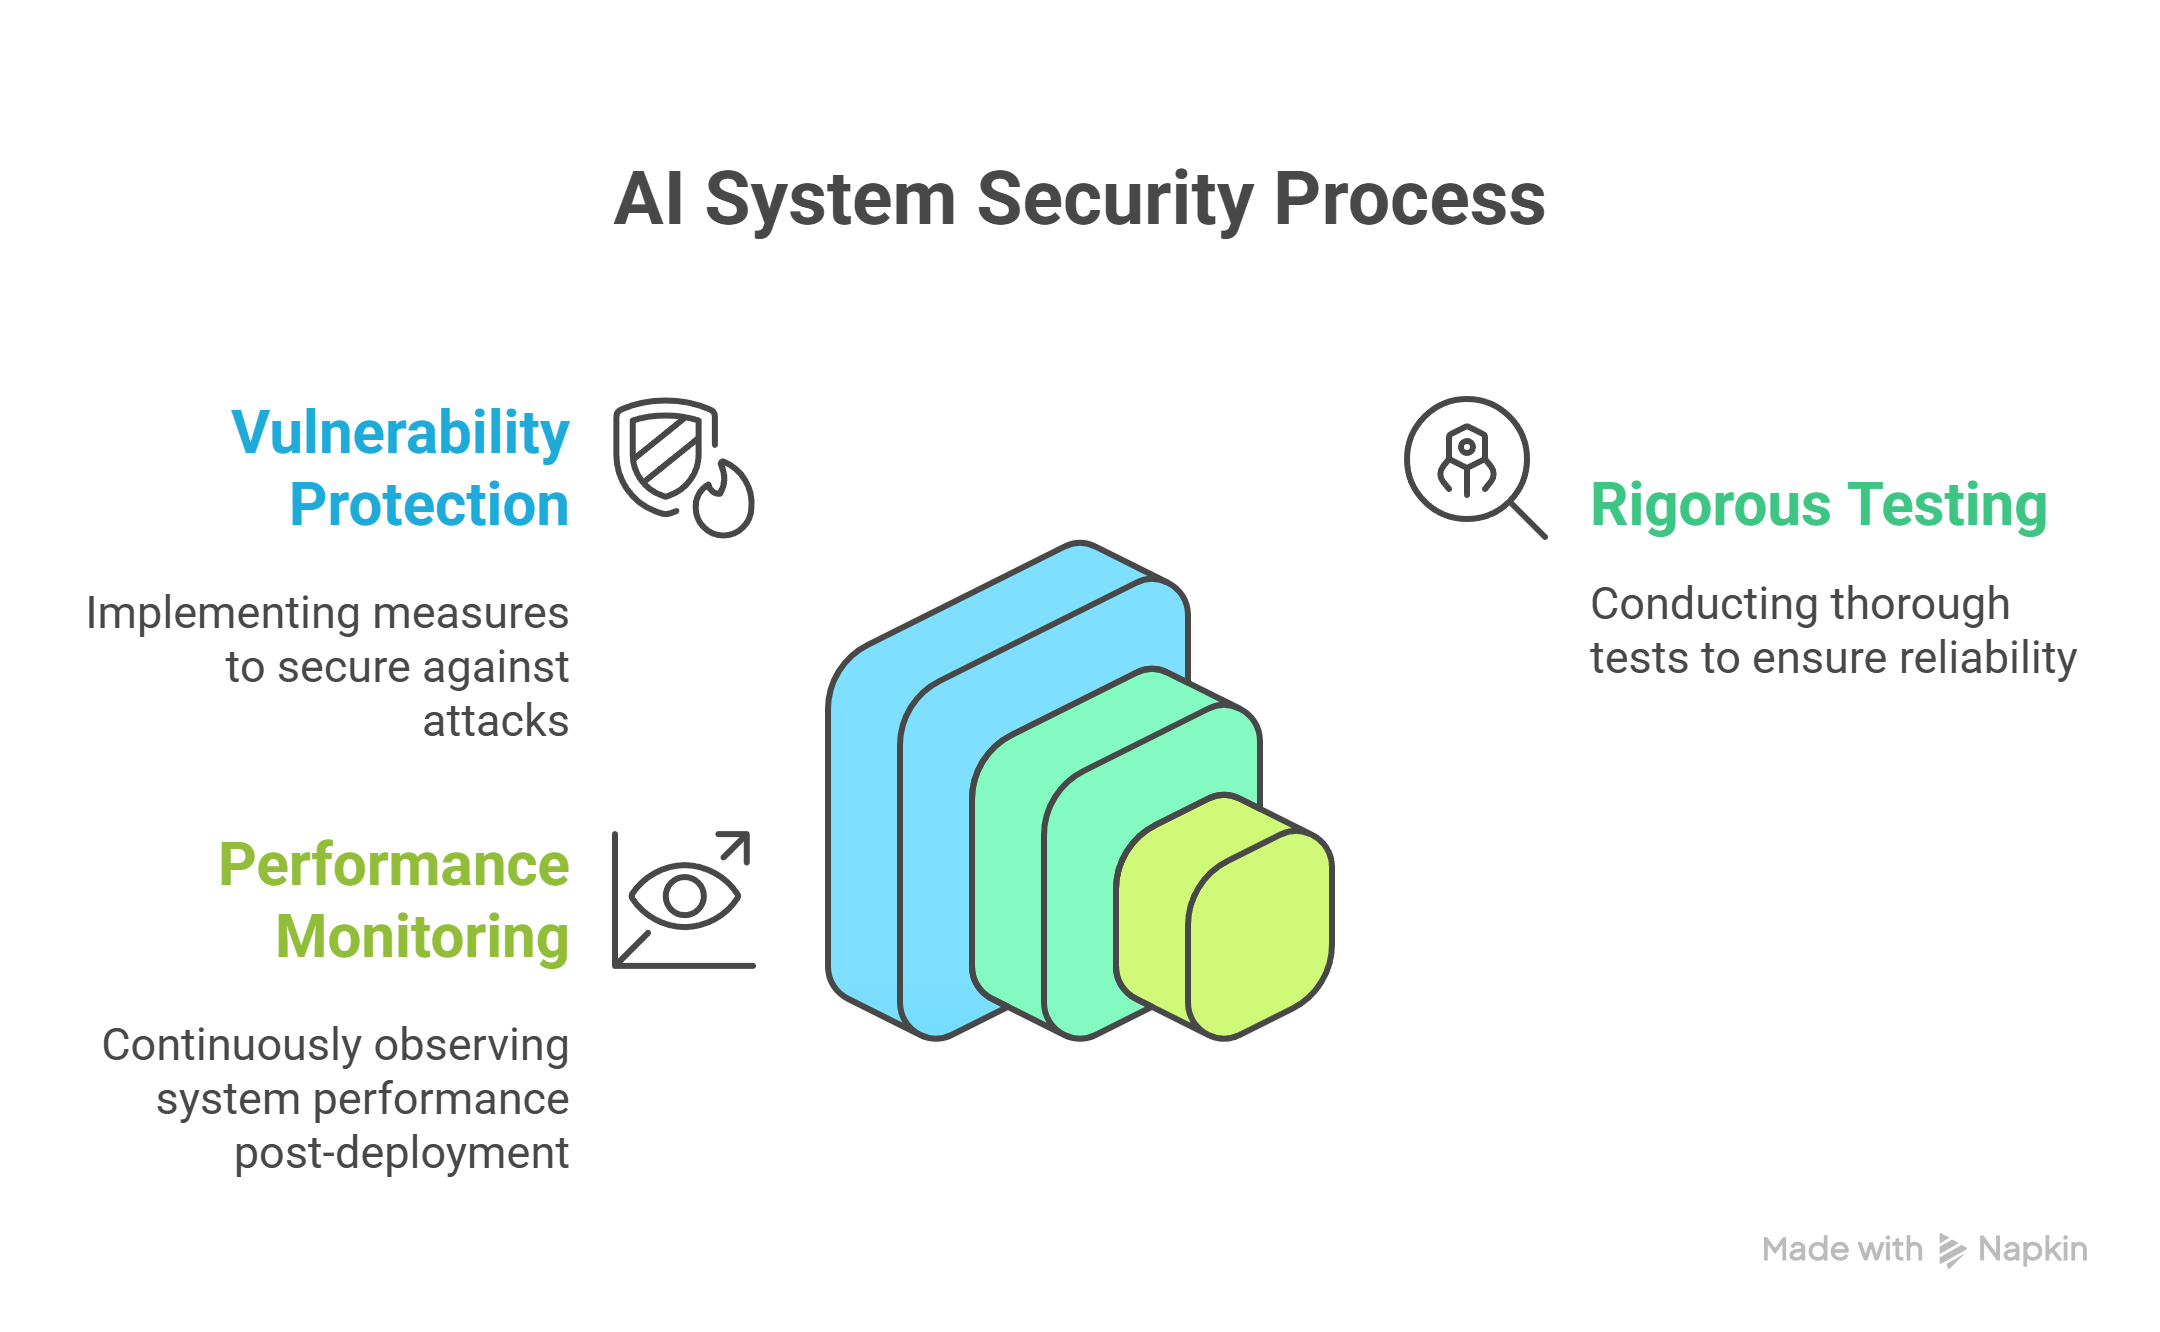 AI System Security Process
Vulnerability
Protection
Implementing measures
to secure against
attacks
Rigorous Testing
Conducting thorough
tests to ensure reliability
Performance
Monitoring
Continuously observing
system performance
post-deployment
Made with Napkin